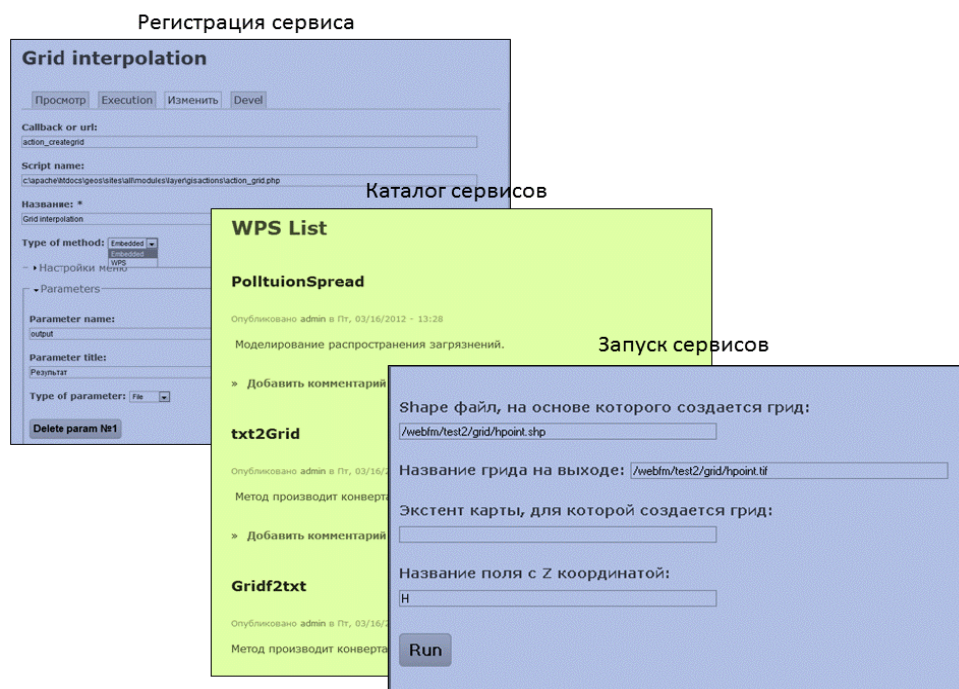 Регистрация сервиса
Grid interpolation
Просмотр Execution Изменить Devel
Callback or url:
action_creategrid
Script name:
c:\apache\htdocs\geos\sites\all\modules\layer\gisactions\action_grid.php
Название: *
Grid interpolation
Type of method: Embedded
Embedded
WPS
Настройки меню
Parameters
Parameter name:
output
Parameter title:
Результат
Type of parameter: File
Delete param №1
Каталог сервисов
WPS List
PolltuionSpread
Опубликовано admin в Пт, 03/16/2012 - 13:28
Моделирование распространения загрязнений.
» Добавить комментарий
txt2Grid
Опубликовано admin в Пт, 03/16/2
Метод производит конверта
» Добавить комментарий
Gridf2txt
Опубликовано admin в Пт, 03/16/2
Метод производит конверта
Запуск сервисов
Shape файл, на основе которого создается грид:
/webfm/test2/grid/hpoint.shp
Название грида на выходе: /webfm/test2/grid/hpoint.tif
Экстент карты, для которой создается грид:
Название поля с Z координатой:
H
Run